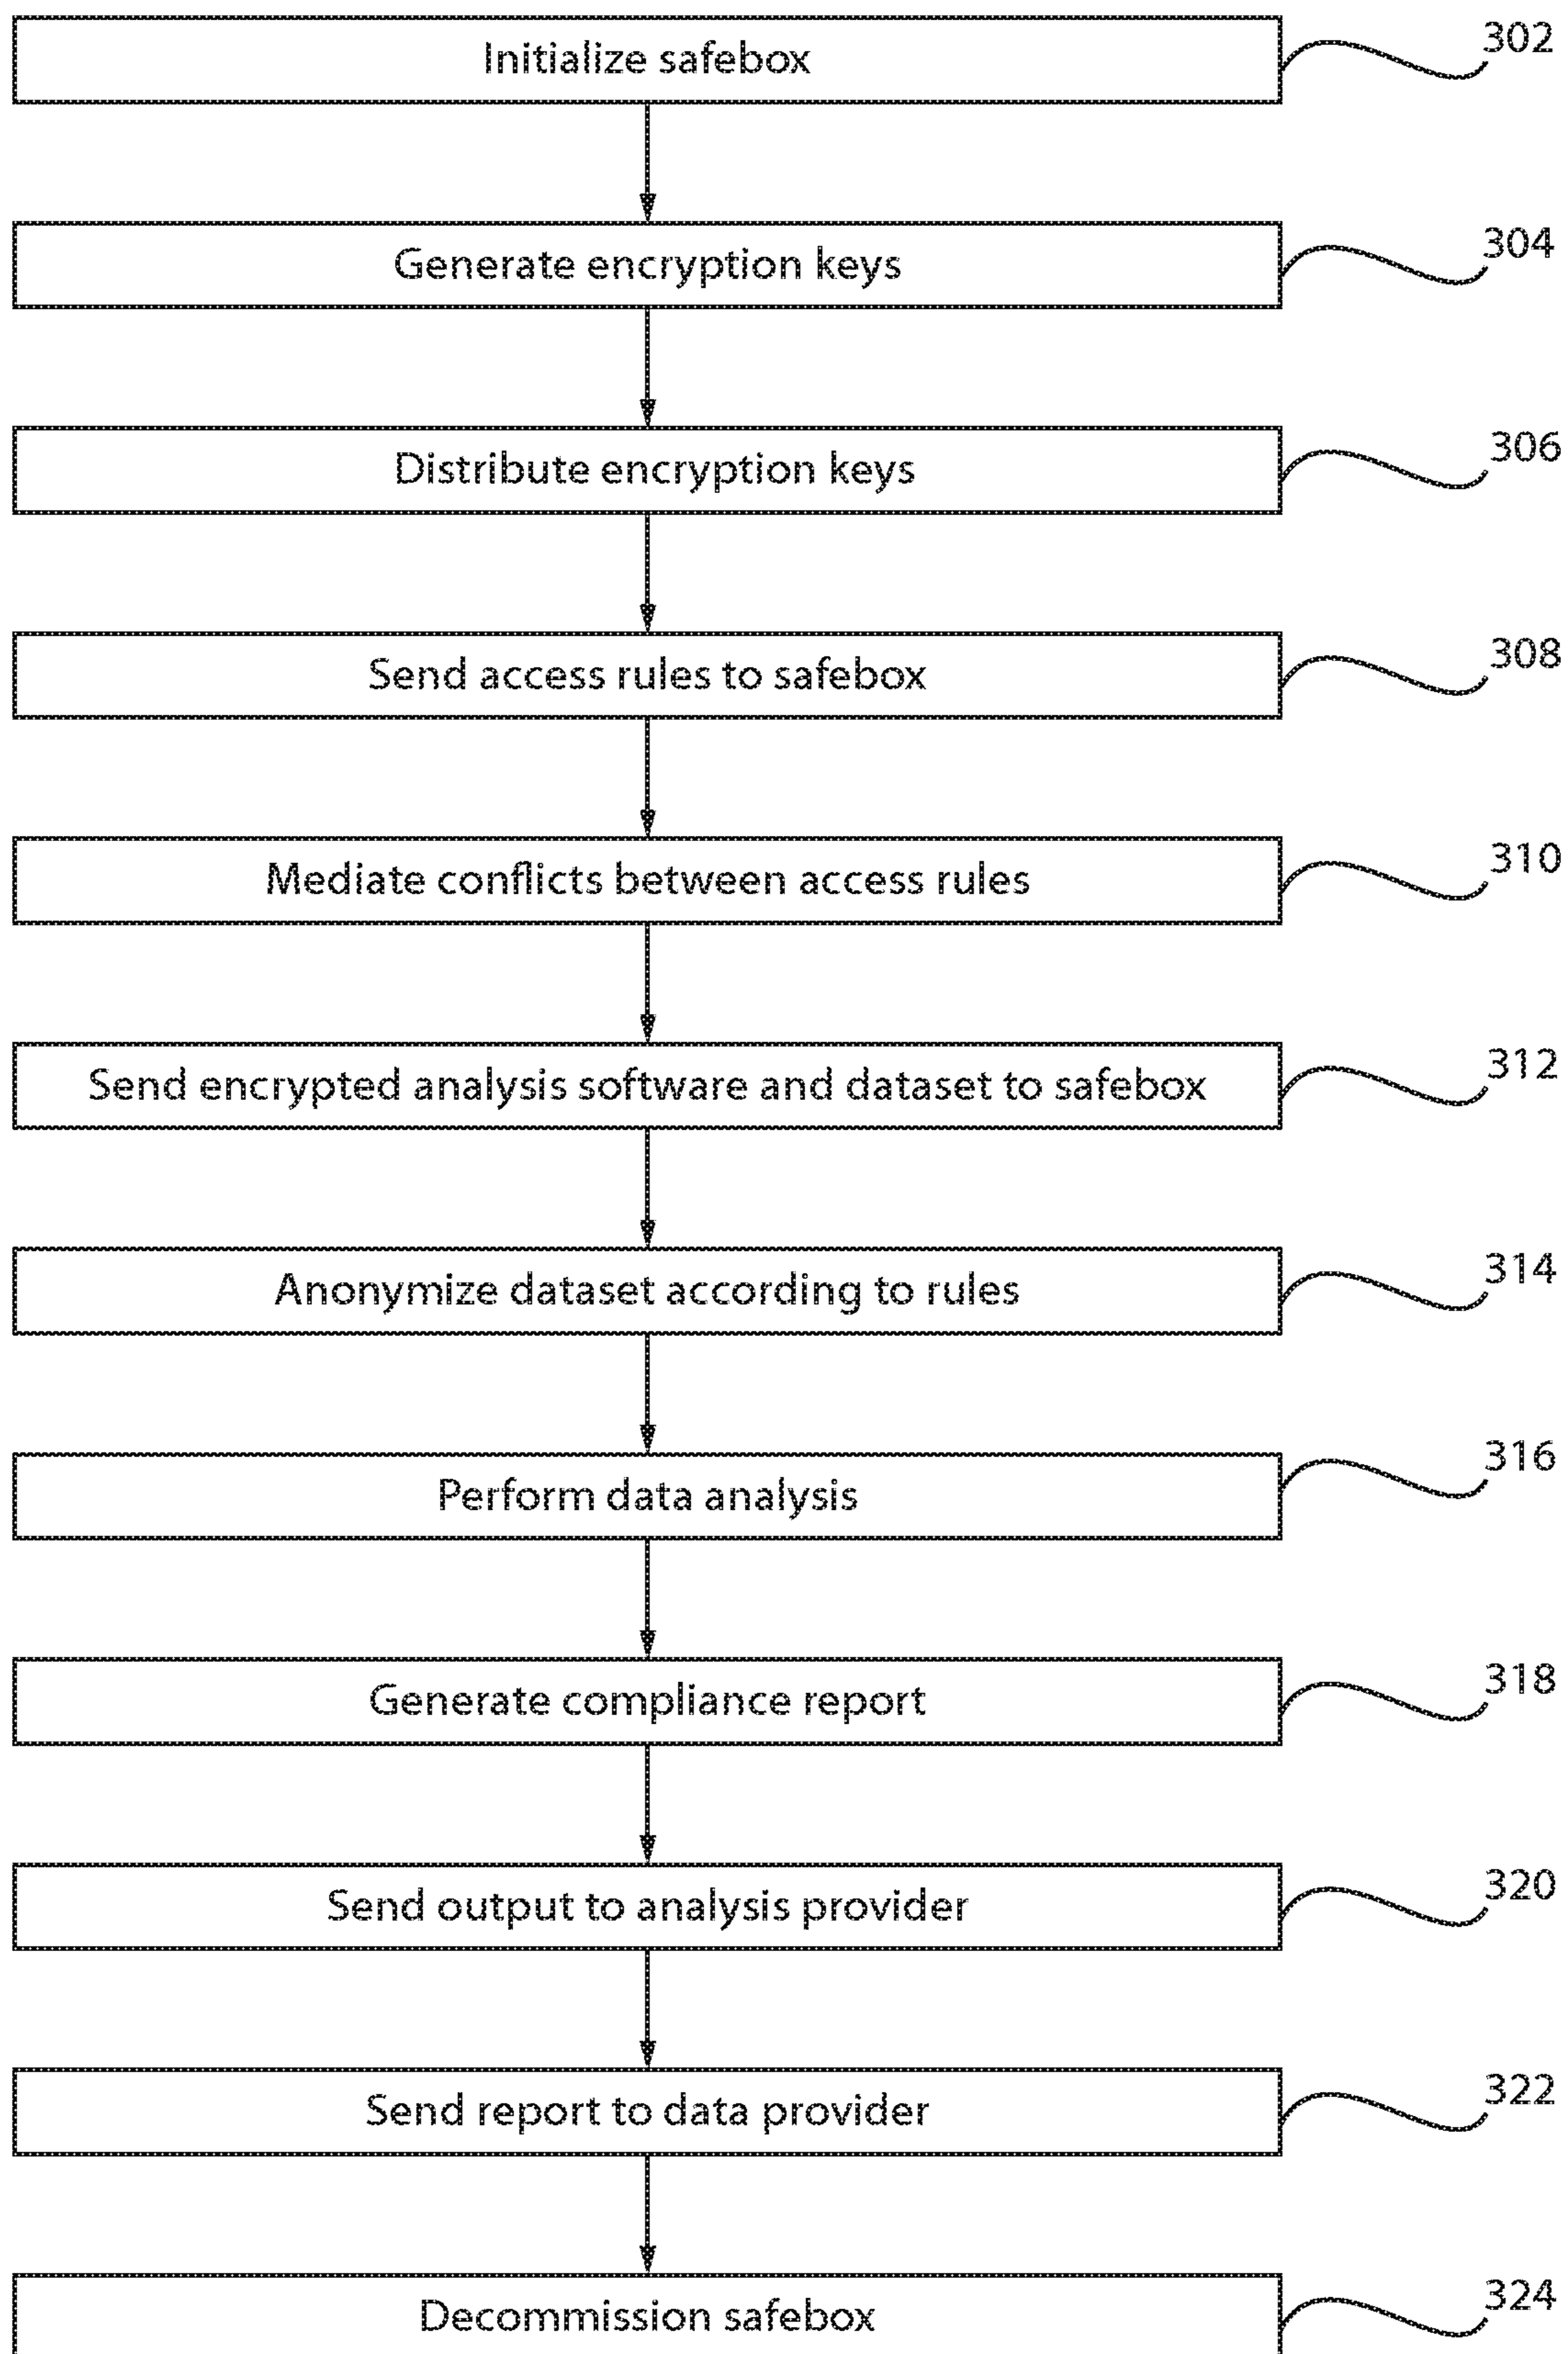 Initialize safebox 302
Generate encryption keys 304
Distribute encryption keys 306
Send access rules to safebox 308
Mediate conflicts between access rules 310
Send encrypted analysis software and dataset to safebox 312
Anonymize dataset according to rules 314
Perform data analysis 316
Generate compliance report 318
Send output to analysis provider 320
Send report to data provider 322
Decommission safebox 324